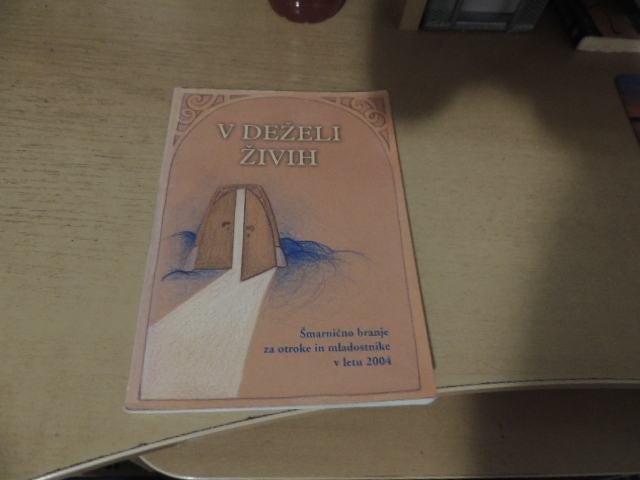 V DEŽELI
ŽIVIH
Šmarnično branje
za otroke in mladostnike
v letu 2004